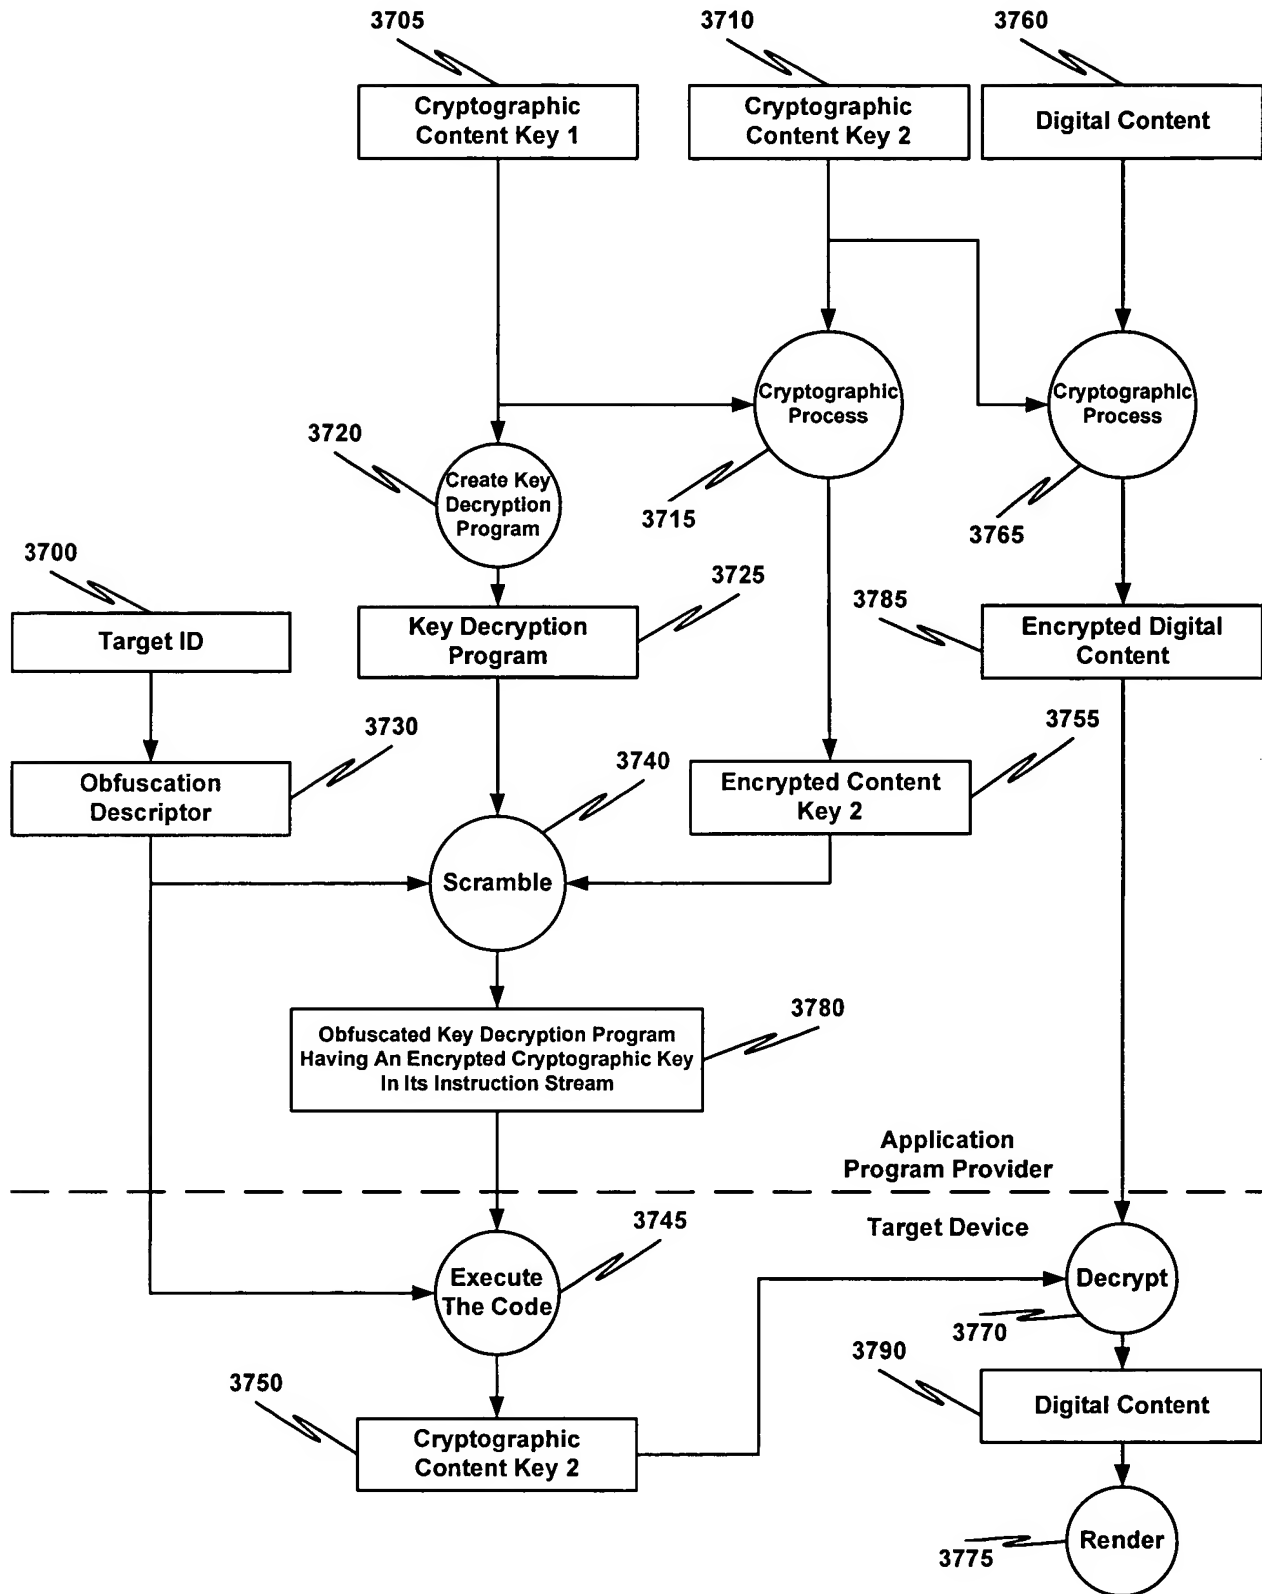 3705
3710
3760
Cryptographic
Content Key 1
Cryptographic
Content Key 2
Digital Content
Cryptographic
Process
Cryptographic
Process
3720
Create Key
Decryption
Program
3715
3765
3700
3725
3785
Target ID
Key Decryption
Program
Encrypted Digital
Content
3730
3755
Obfuscation
Descriptor
3740
Encrypted Content
Key 2
Scramble
3780
Obfuscated Key Decryption Program
Having An Encrypted Cryptographic Key
In Its Instruction Stream
Application
Program Provider
Target Device
3745
Execute
The Code
Decrypt
3770
3790
3750
Cryptographic
Content Key 2
Digital Content
Render
3775